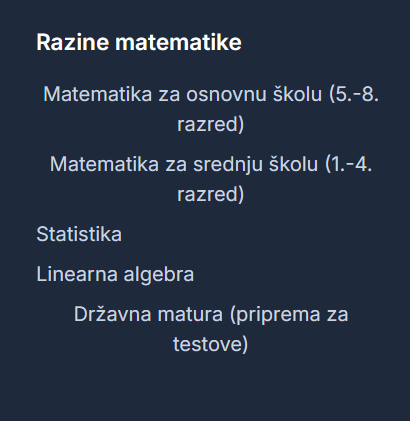 Razine matematike
Matematika za osnovnu školu (5.-8.
razred)
Matematika za srednju školu (1.-4.
razred)
Statistika
Linearna algebra
Državna matura (priprema za
testove)